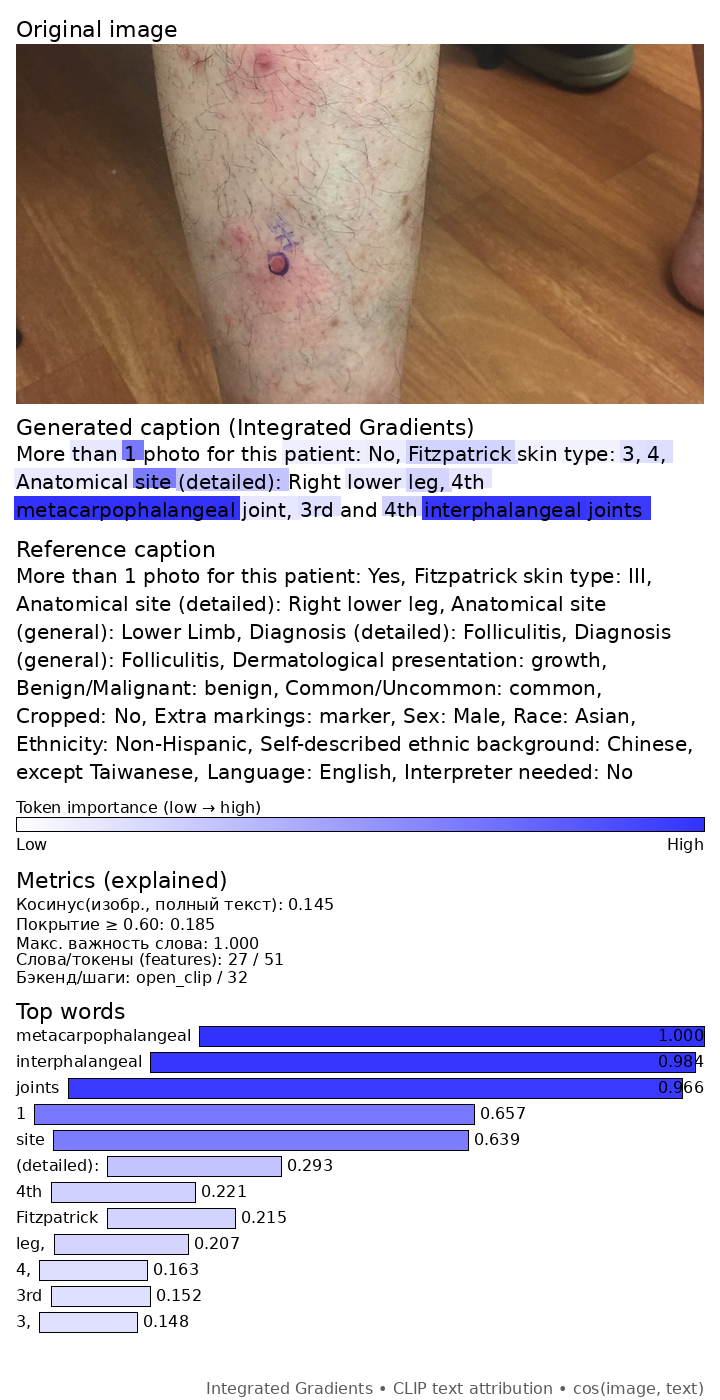 Original image
Generated caption (Integrated Gradients)
More than 1 photo for this patient: No, Fitzpatrick skin type: 3, 4,
Anatomical site (detailed): Right lower leg, 4th
metacarpophalangeal joint, 3rd and 4th interphalangeal joints
Reference caption
More than 1 photo for this patient: Yes, Fitzpatrick skin type: III,
Anatomical site (detailed): Right lower leg, Anatomical site
(general): Lower Limb, Diagnosis (detailed): Folliculitis, Diagnosis
(general): Folliculitis, Dermatological presentation: growth,
Benign/Malignant: benign, Common/Uncommon: common,
Cropped: No, Extra markings: marker, Sex: Male, Race: Asian,
Ethnicity: Non-Hispanic, Self-described ethnic background: Chinese,
except Taiwanese, Language: English, Interpreter needed: No
Token importance (low → high)
Low High
Metrics (explained)
Косинус(изобр., полный текст): 0.145
Покрытие ≥ 0.60: 0.185
Макс. важность слова: 1.000
Слова/токены (features): 27 / 51
Бэкенд/шаги: open_clip / 32
Top words
metacarpophalangeal 1.000
interphalangeal 0.984
joints 0.966
1 0.657
site 0.639
(detailed): 0.293
4th 0.221
Fitzpatrick 0.215
leg, 0.207
4, 0.163
3rd 0.152
3, 0.148
Integrated Gradients • CLIP text attribution • cos(image, text)